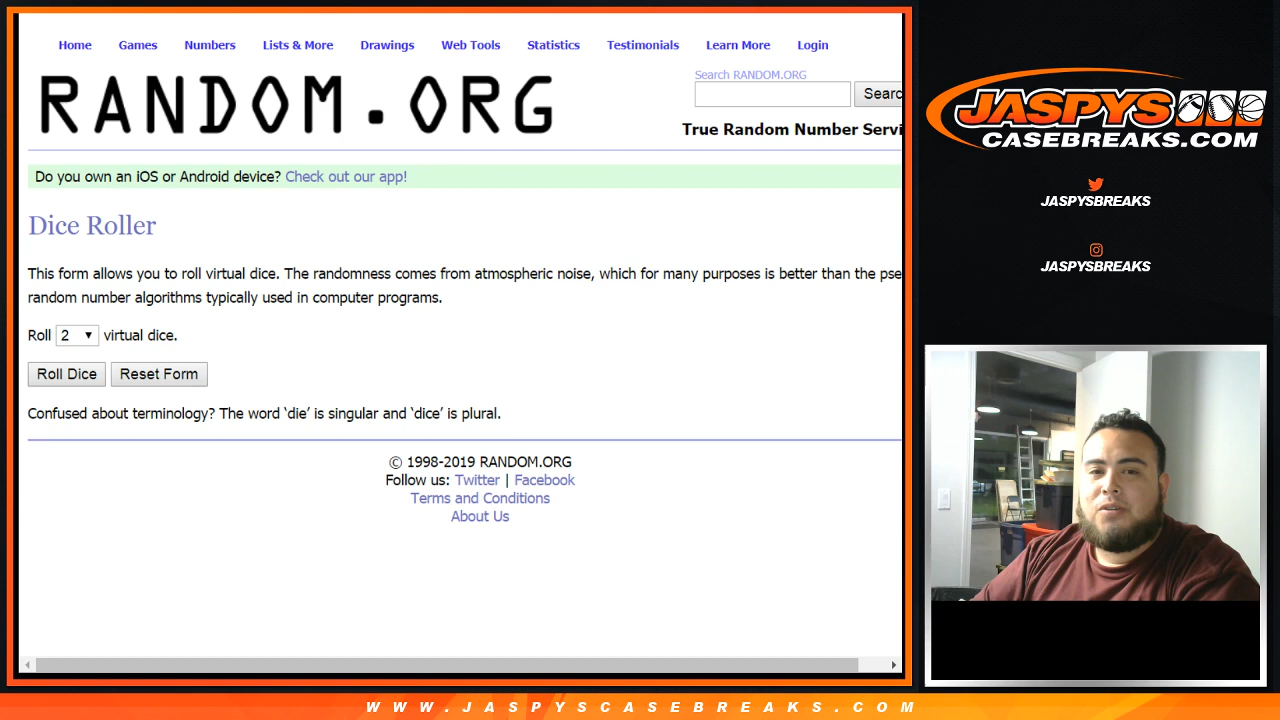 Home Games Numbers Lists & More Drawings Web Tools Statistics Testimonials Learn More Login
RANDOM.ORG
Search RANDOM.ORG
Searc
True Random Number Servi
Do you own an iOS or Android device? Check out our app!
Dice Roller
This form allows you to roll virtual dice. The randomness comes from atmospheric noise, which for many purposes is better than the pse
random number algorithms typically used in computer programs.
Roll 2 virtual dice.
Roll Dice Reset Form
Confused about terminology? The word ‘die’ is singular and ‘dice’ is plural.
© 1998-2019 RANDOM.ORG
Follow us: Twitter | Facebook
Terms and Conditions
About Us
JASPYS
CASEBREAKS.COM
JASPYSBREAKS
JASPYSBREAKS
WWW.JASPYSCASEBREAKS.COM